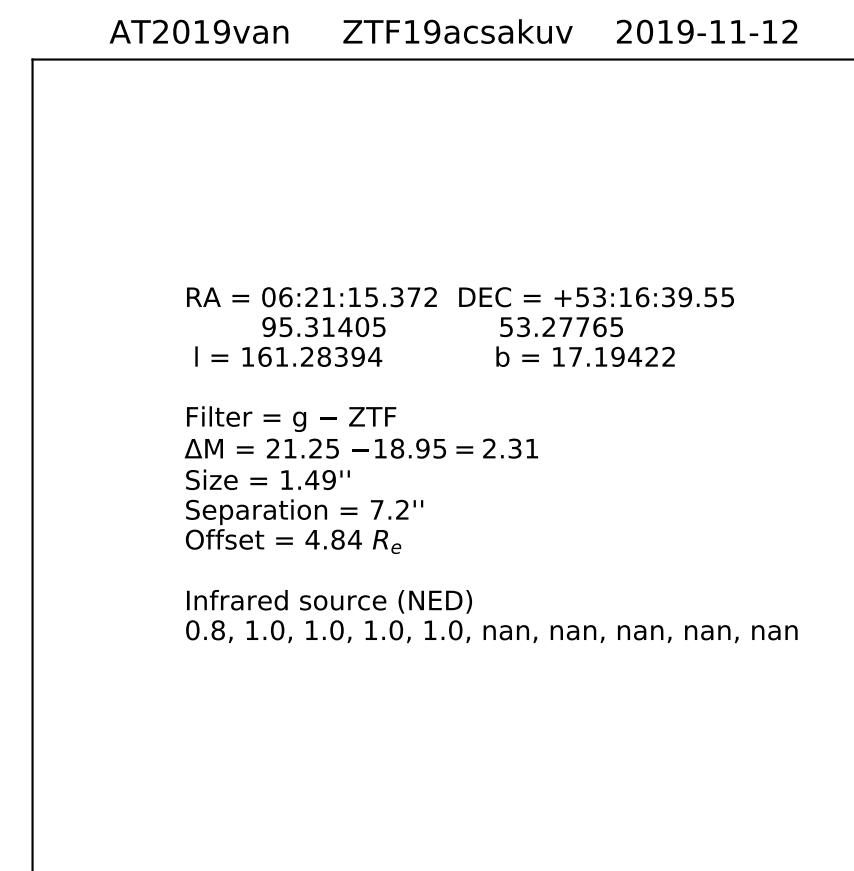 AT2019van ZTF19acsakuv 2019-11-12
RA = 06:21:15.372 DEC = +53:16:39.55
95.31405 53.27765
l = 161.28394 b = 17.19422
Filter = g − ZTF
ΔM = 21.25 −18.95 = 2.31
Size = 1.49''
Separation = 7.2''
Offset = 4.84 Re
Infrared source (NED)
0.8, 1.0, 1.0, 1.0, 1.0, nan, nan, nan, nan, nan